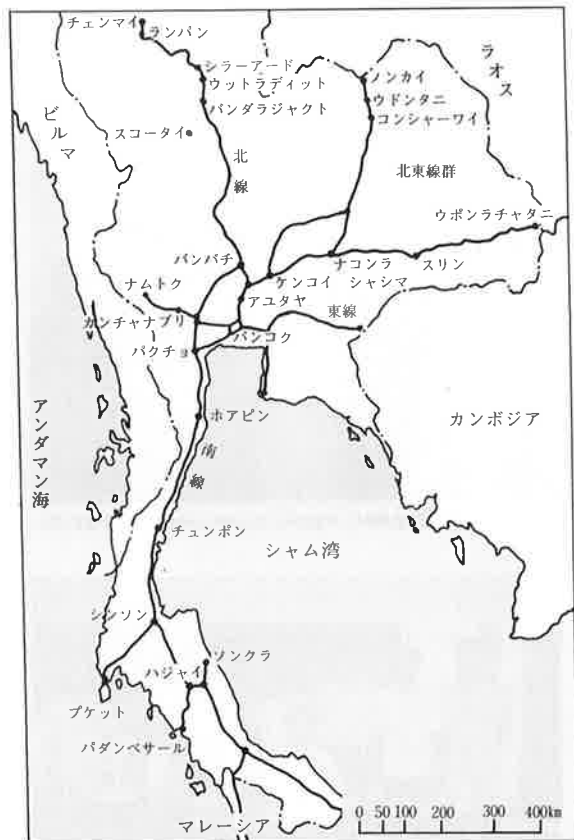 チェンマイ
ランパン
シラーアード
ウットラディット
バンダラジャクト
スコータイ
ビルマ
北線
ノンカイ
ウドンタニ
コンシャーワイ
ラオス
北東線群
ウボンラチャタニ
バンパチ
ナムトク
ケンコイ
ナコンラシャシマ
スリン
アユタヤ
カンチャナブリ
東線
バンコク
パクチョ
ホアピン
南線
カンボジア
アンダマン海
チュンポン
シャム湾
シンソン
ソンクラ
ハジャイ
プケット
パダンベサール
マレーシア
0 50 100 200 300 400km